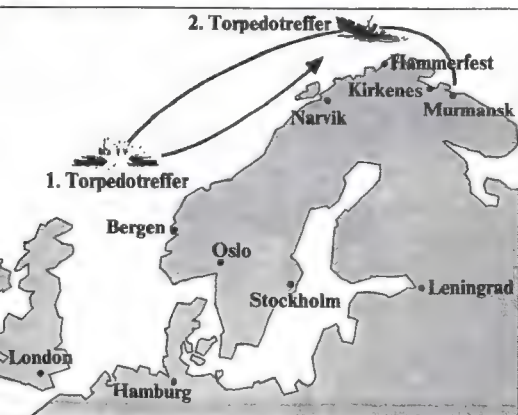 2. Torpedotreffer
Hammerfest
Kirkenes
Murmansk
Narvik
1. Torpedotreffer
Bergen
Oslo
Stockholm
Leningrad
London
Hamburg